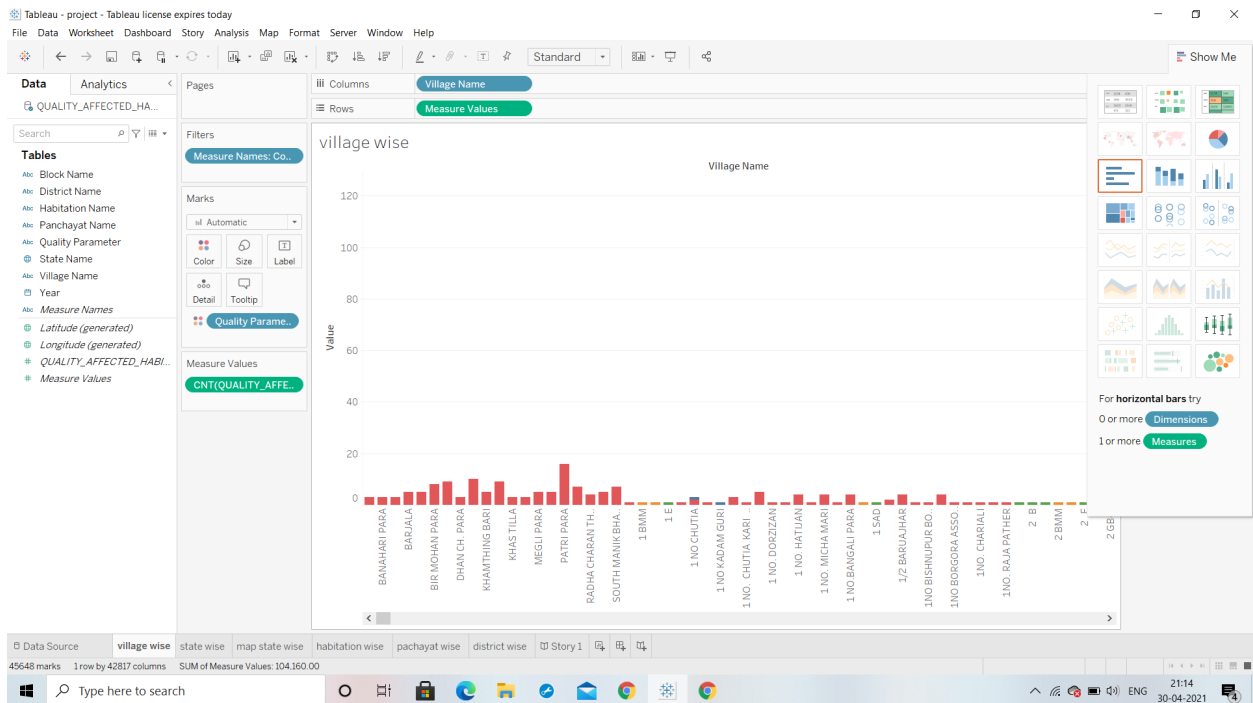 Tableau - project - Tableau license expires today
File Data Worksheet Dashboard Story Analysis Map Format Server Window Help
Standard
Show Me
Data Analytics
QUALITY_AFFECTED_HA...
Search
Tables
Abc Block Name
Abc District Name
Abc Habitation Name
Abc Panchayat Name
Abc Quality Parameter
State Name
Abc Village Name
Year
Abc Measure Names
Latitude (generated)
Longitude (generated)
# QUALITY_AFFECTED_HABI...
# Measure Values
Pages
Filters
Measure Names: Co..
Marks
Automatic
Color Size Label
Detail Tooltip
Quality Parame..
Measure Values
CNT(QUALITY_AFFE..
Columns Village Name
Rows Measure Values
village wise
Village Name
Value
120
100
80
60
40
20
0
BANAHARI PARA
BARJALA
BIR MOHAN PARA
DHAN CH. PARA
KHAMTHING BARI
KHAS TILLA
MEGLI PARA
PATRI PARA
RADHA CHARAN TH..
SOUTH MANIK BHA..
1 BMM
1 E
1 NO CHUTIA
1 NO KADAM GURI
1 NO. CHUTIA KARI ..
1 NO. DORZIZAN
1 NO. HATIJAN
1 NO. MICHA MARI
1 NO.BANGALI PARA
1 SAD
1/2 BARUAJHAR
1NO BISHNUPUR BO..
1NO BORGORA ASSO..
1NO. CHARIALI
1NO. RAJA PATHER
2 B
2 BMM
2 GB
For horizontal bars try
0 or more Dimensions
1 or more Measures
Data Source village wise state wise map state wise habitation wise pachayat wise district wise Story 1
45648 marks 1 row by 42817 columns SUM of Measure Values: 104,160.00
Type here to search
ENG
21:14
30-04-2021
4